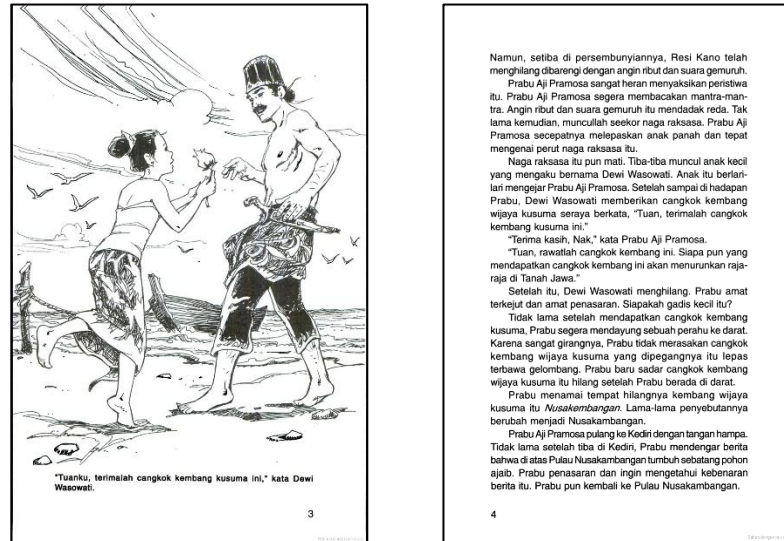 "Tuanku, terimalah cangkok kembang kusuma ini," kata Dewi
Wasowati.
3
Namun, setiba di persembunyiannya, Resi Kano telah
menghilang dibarengi dengan angin ribut dan suara gemuruh.
Prabu Aji Pramosa sangat heran menyaksikan peristiwa
itu. Prabu Aji Pramosa segera membacakan mantra-man-
tra. Angin ribut dan suara gemuruh itu mendadak reda. Tak
lama kemudian, muncullah seekor naga raksasa. Prabu Aji
Pramosa secepatnya melepaskan anak panah dan tepat
mengenai perut naga raksasa itu.
Naga raksasa itu pun mati. Tiba-tiba muncul anak kecil
yang mengaku bernama Dewi Wasowati. Anak itu berlari-
lari mengejar Prabu Aji Pramosa. Setelah sampai di hadapan
Prabu, Dewi Wasowati memberikan cangkok kembang
wijaya kusuma seraya berkata, "Tuan, terimalah cangkok
kembang kusuma ini."
"Terima kasih, Nak," kata Prabu Aji Pramosa.
"Tuan, rawatlah cangkok kembang ini. Siapa pun yang
mendapatkan cangkok kembang ini akan menurunkan raja-
raja di Tanah Jawa."
Setelah itu, Dewi Wasowati menghilang. Prabu amat
terkejut dan amat penasaran. Siapakah gadis kecil itu?
Tidak lama setelah mendapatkan cangkok kembang
kusuma, Prabu segera mendayung sebuah perahu ke darat.
Karena sangat girangnya, Prabu tidak merasakan cangkok
kembang wijaya kusuma yang dipegangnya itu lepas
terbawa gelombang. Prabu baru sadar cangkok kembang
wijaya kusuma itu hilang setelah Prabu berada di darat.
Prabu menamai tempat hilangnya kembang wijaya
kusuma itu Nusakembangan. Lama-lama penyebutannya
berubah menjadi Nusakambangan.
Prabu Aji Pramosa pulang ke Kediri dengan tangan hampa.
Tidak lama setelah tiba di Kediri, Prabu mendengar berita
bahwa di atas Pulau Nusakambangan tumbuh sebatang pohon
ajaib. Prabu penasaran dan ingin mengetahui kebenaran
berita itu. Prabu pun kembali ke Pulau Nusakambangan.
4